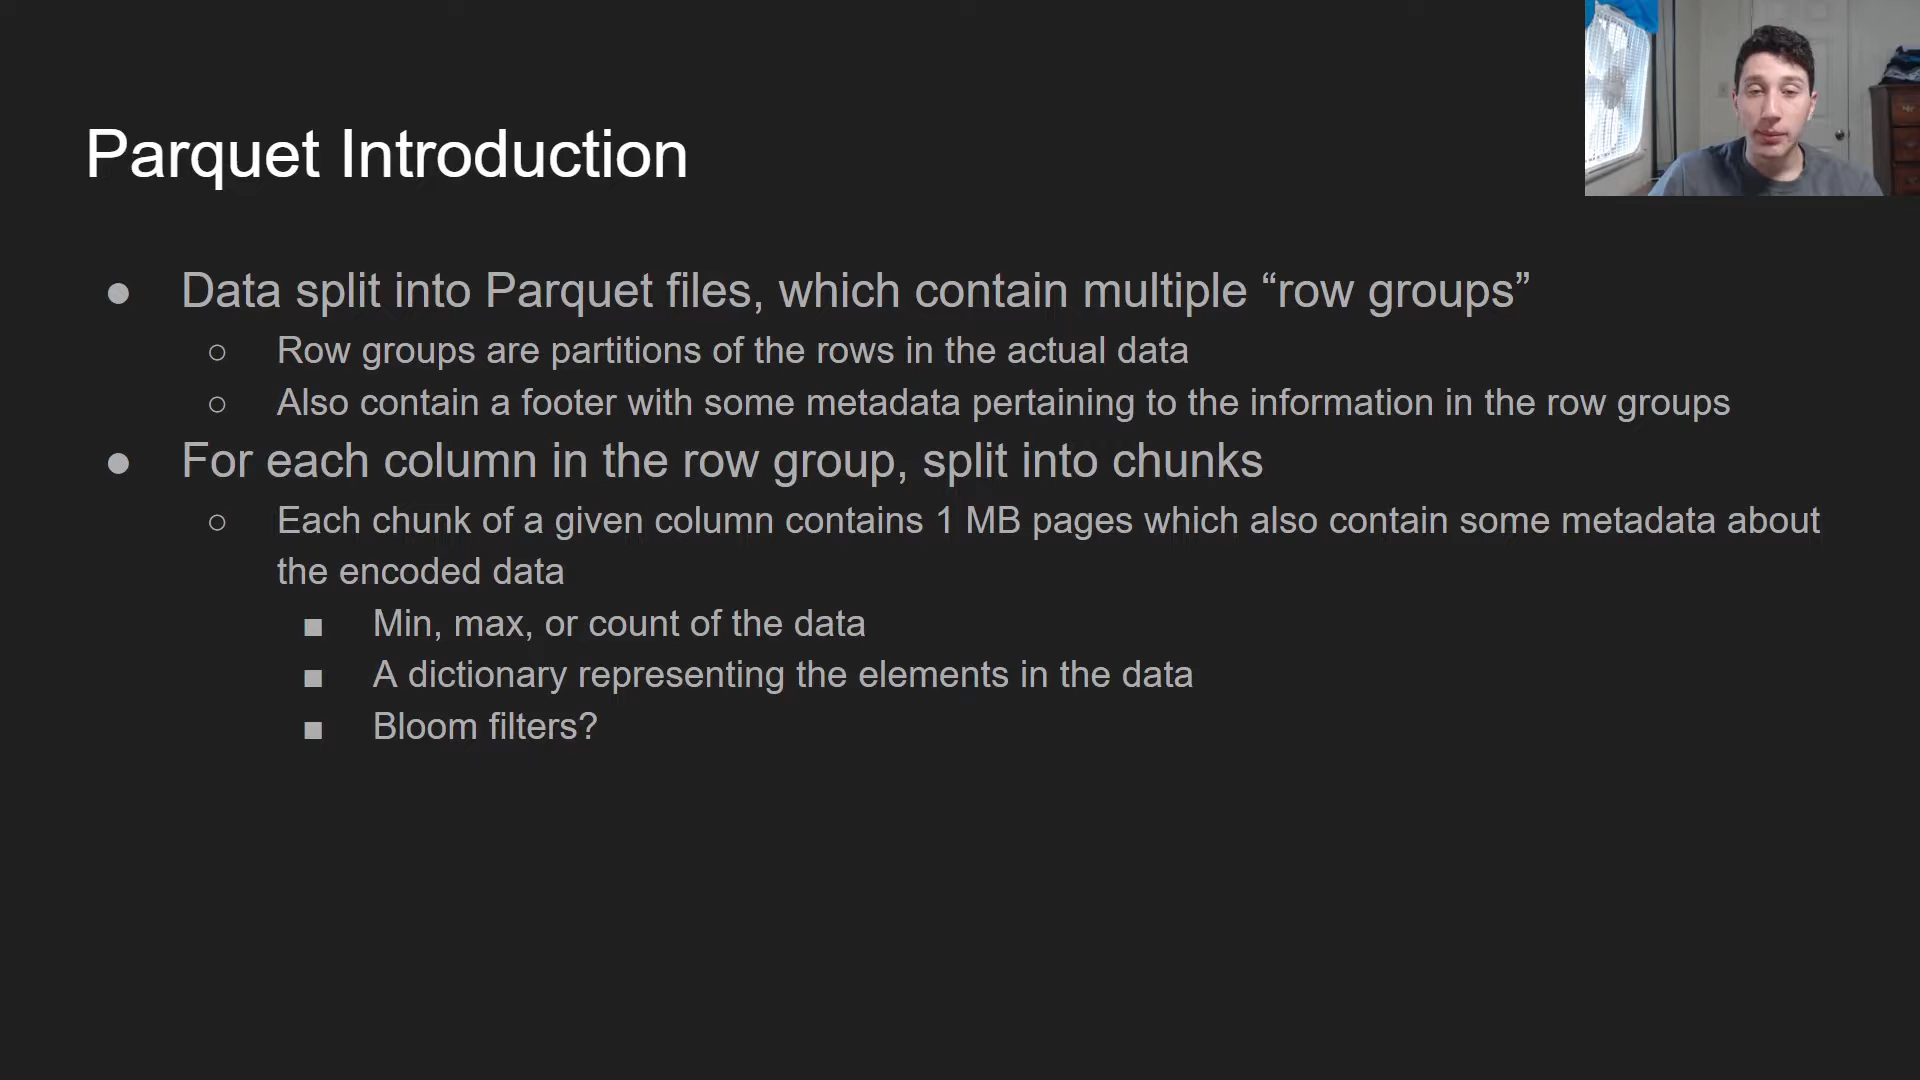 Parquet Introduction
● Data split into Parquet files, which contain multiple “row groups”
○ Row groups are partitions of the rows in the actual data
○ Also contain a footer with some metadata pertaining to the information in the row groups
● For each column in the row group, split into chunks
○ Each chunk of a given column contains 1 MB pages which also contain some metadata about
the encoded data
■ Min, max, or count of the data
■ A dictionary representing the elements in the data
■ Bloom filters?